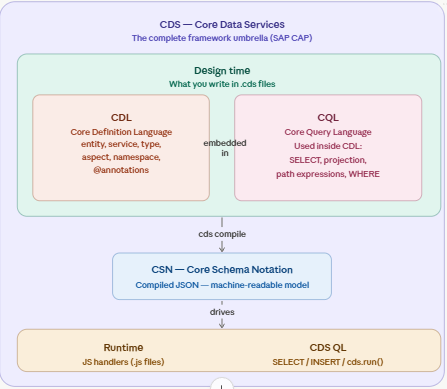 CDS — Core Data Services
The complete framework umbrella (SAP CAP)
Design time
What you write in .cds files
CDL
Core Definition Language
entity, service, type,
aspect, namespace,
@annotations
embedded
in
CQL
Core Query Language
Used inside CDL:
SELECT, projection,
path expressions, WHERE
cds compile
CSN — Core Schema Notation
Compiled JSON — machine-readable model
drives
Runtime
JS handlers (.js files)
CDS QL
SELECT / INSERT / cds.run()